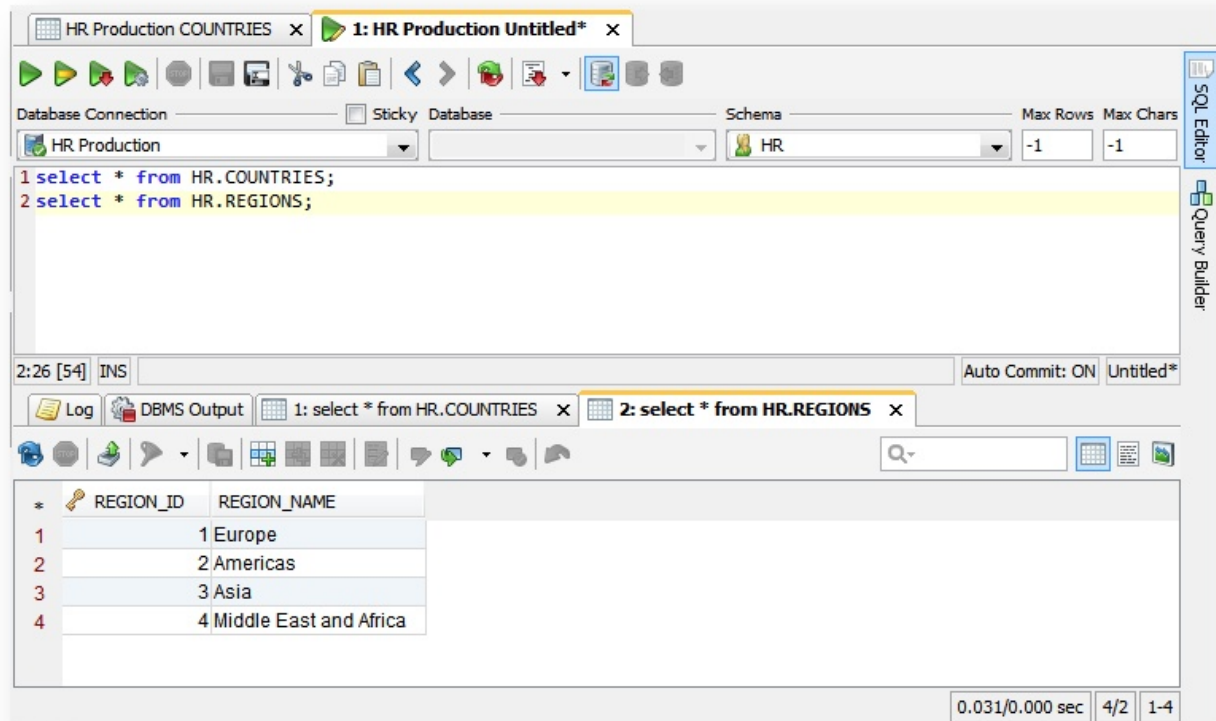 HR Production COUNTRIES 1: HR Production Untitled*
Database Connection Sticky Database Schema Max Rows Max Chars
HR Production HR -1 -1
1 select * from HR.COUNTRIES;
2 select * from HR.REGIONS;
2:26 [54] INS Auto Commit: ON Untitled*
Log DBMS Output 1: select * from HR.COUNTRIES 2: select * from HR.REGIONS
* REGION_ID REGION_NAME
1 1 Europe
2 2 Americas
3 3 Asia
4 4 Middle East and Africa
0.031/0.000 sec 4/2 1-4
SQL Editor
Query Builder